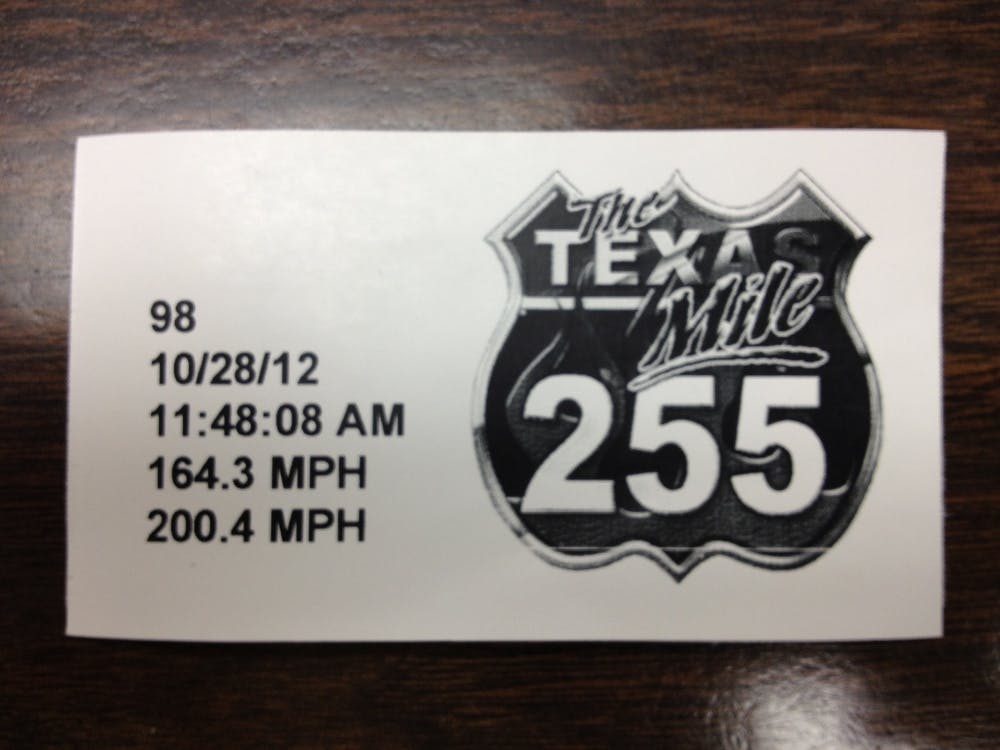 98
10/28/12
11:48:08 AM
164.3 MPH
200.4 MPH
The
TEXAS
Mile
255